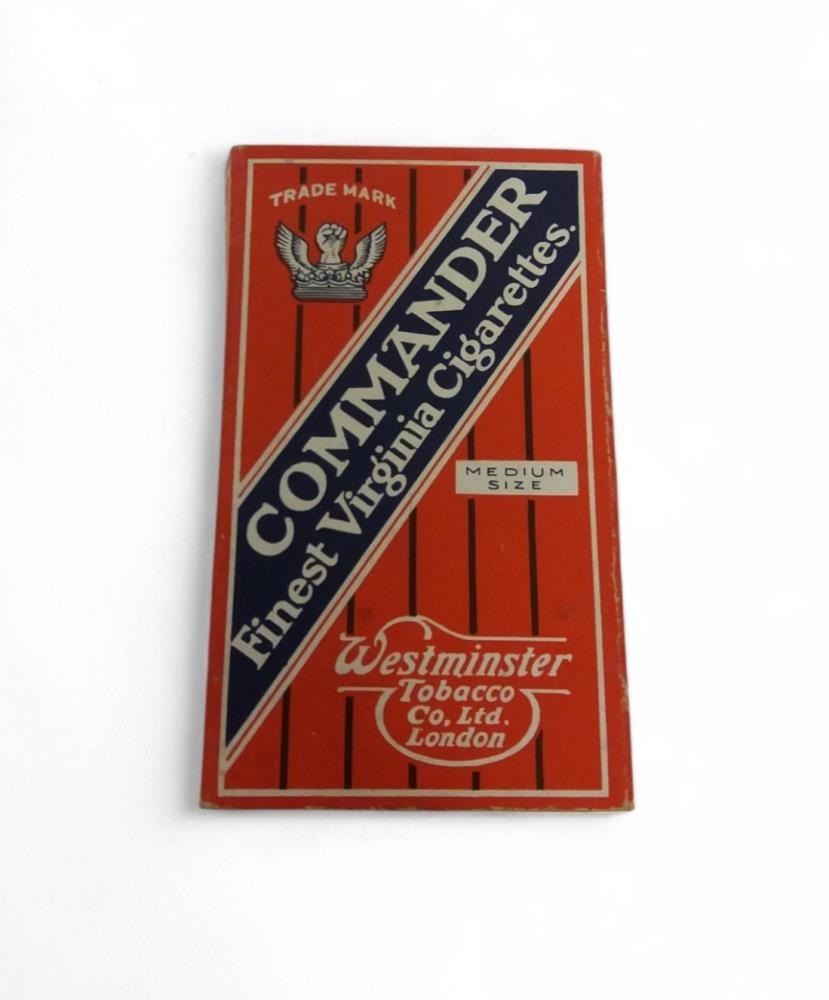 TRADE MARK
COMMANDER
Finest Virginia Cigarettes.
MEDIUM
SIZE
Westminster
Tobacco
Co, Ltd.
London